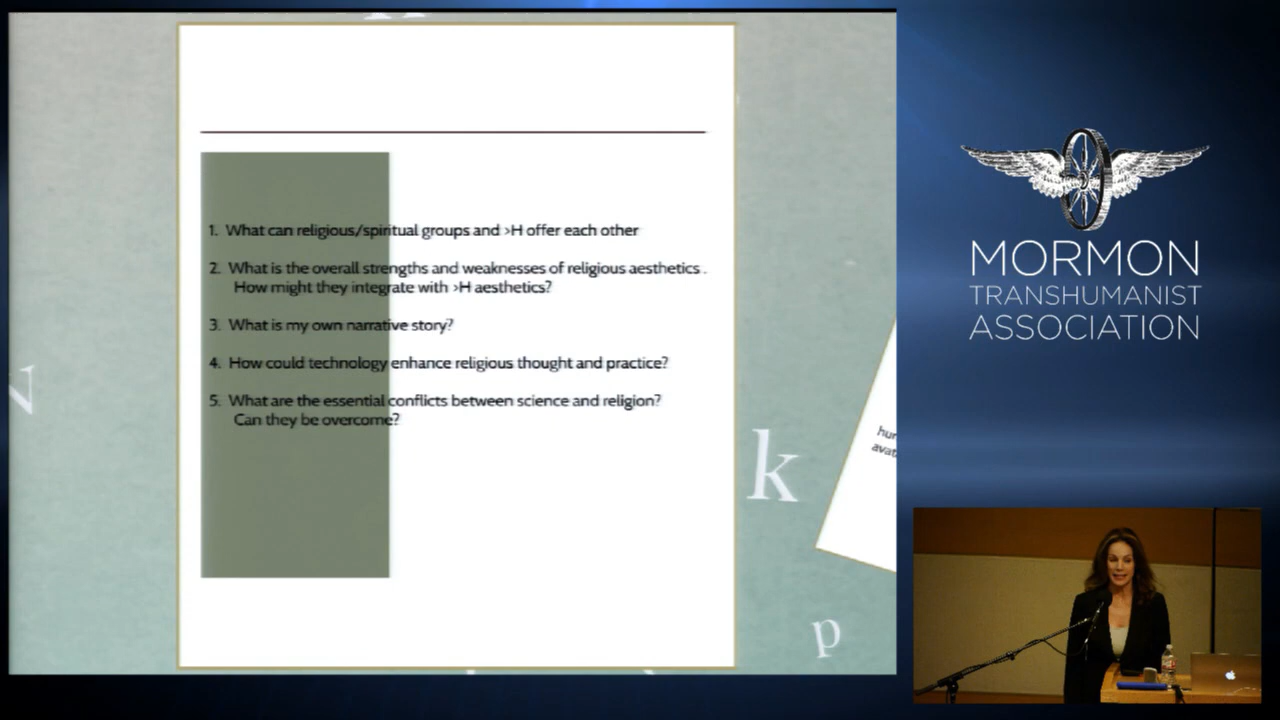 1. What can religious/spiritual groups and >H offer each other
2. What is the overall strengths and weaknesses of religious aesthetics .
How might they integrate with >H aesthetics?
3. What is my own narrative story?
4. How could technology enhance religious thought and practice?
5. What are the essential conflicts between science and religion?
Can they be overcome?
k
p
MORMON
TRANSHUMANIST
ASSOCIATION